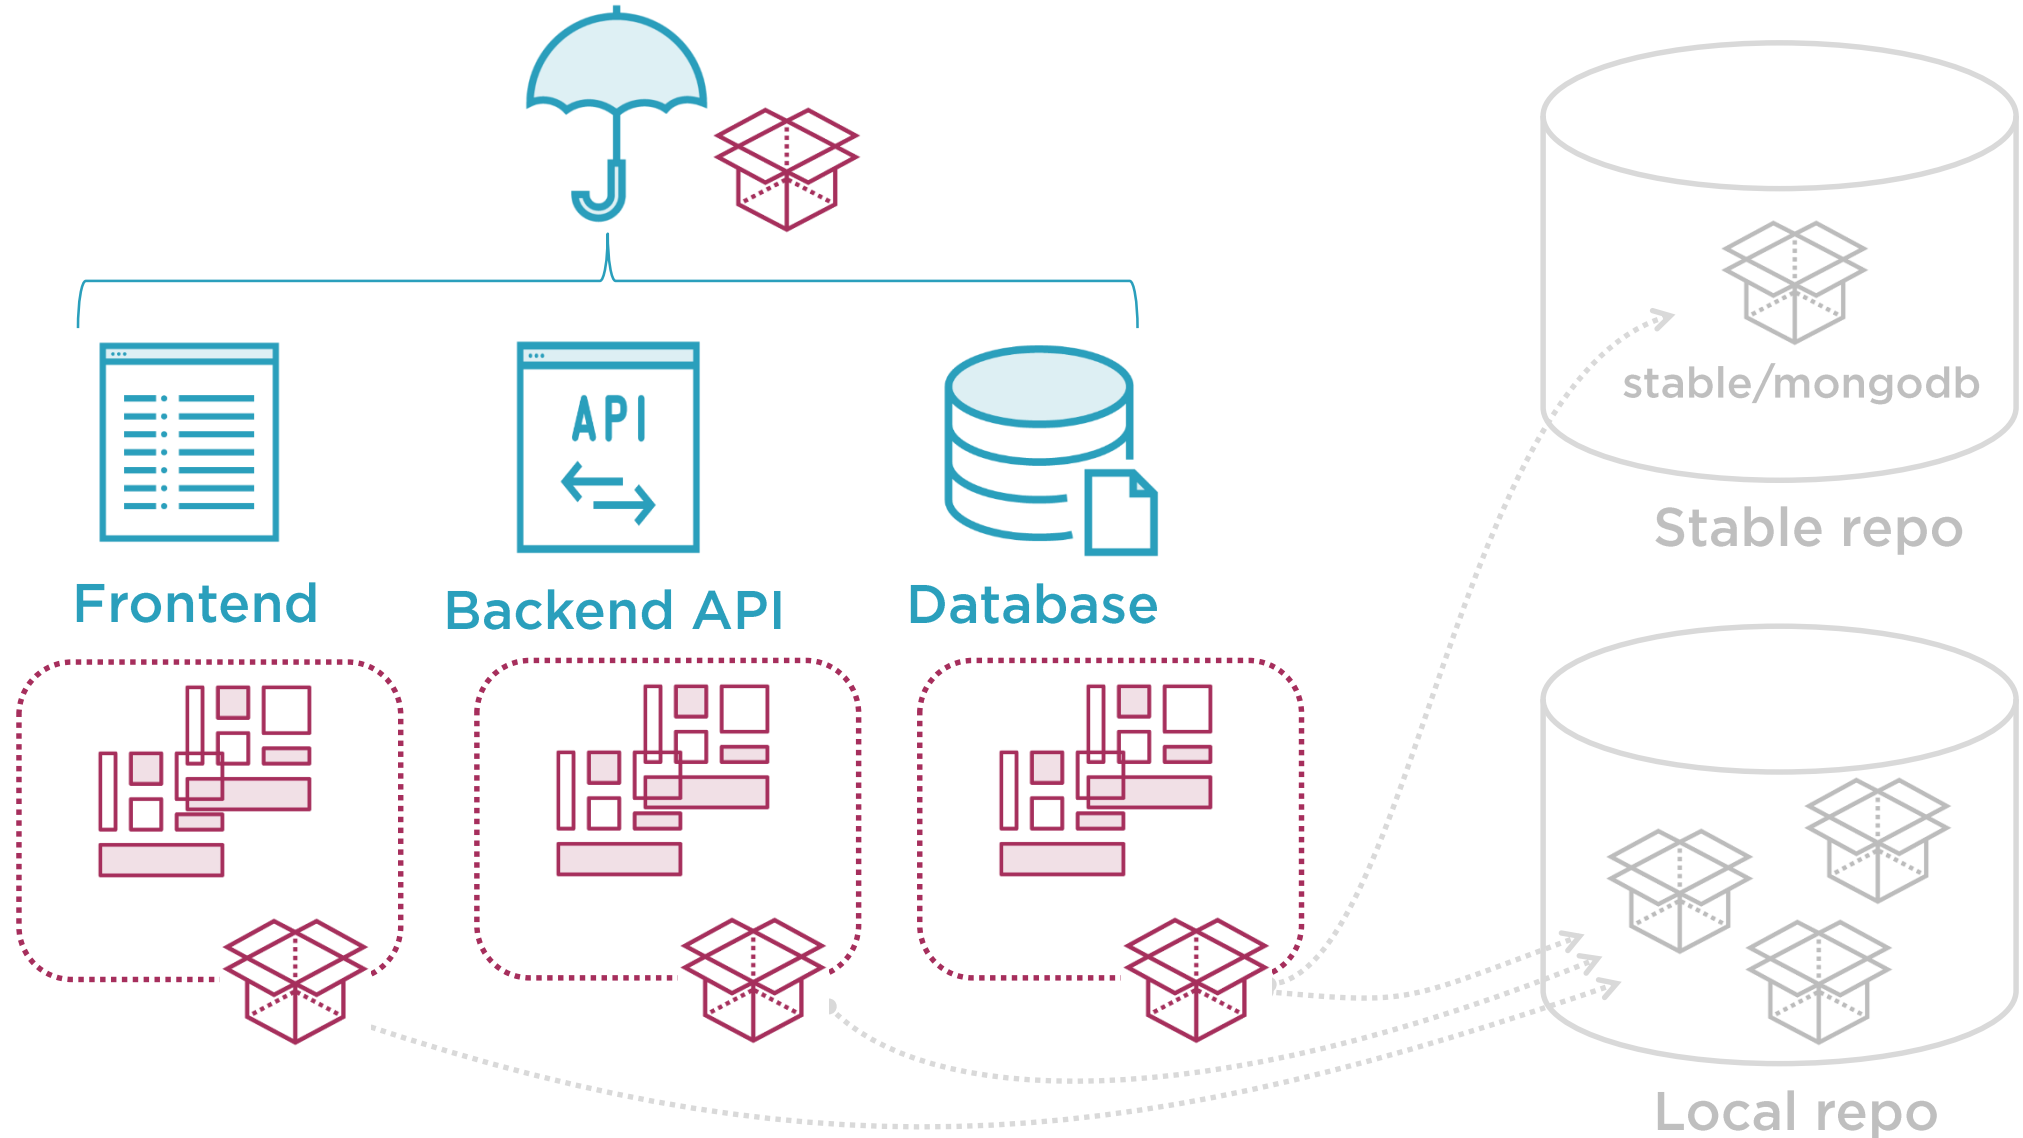 API
Frontend
Backend API
Database
stable/mongodb
Stable repo
Local repo